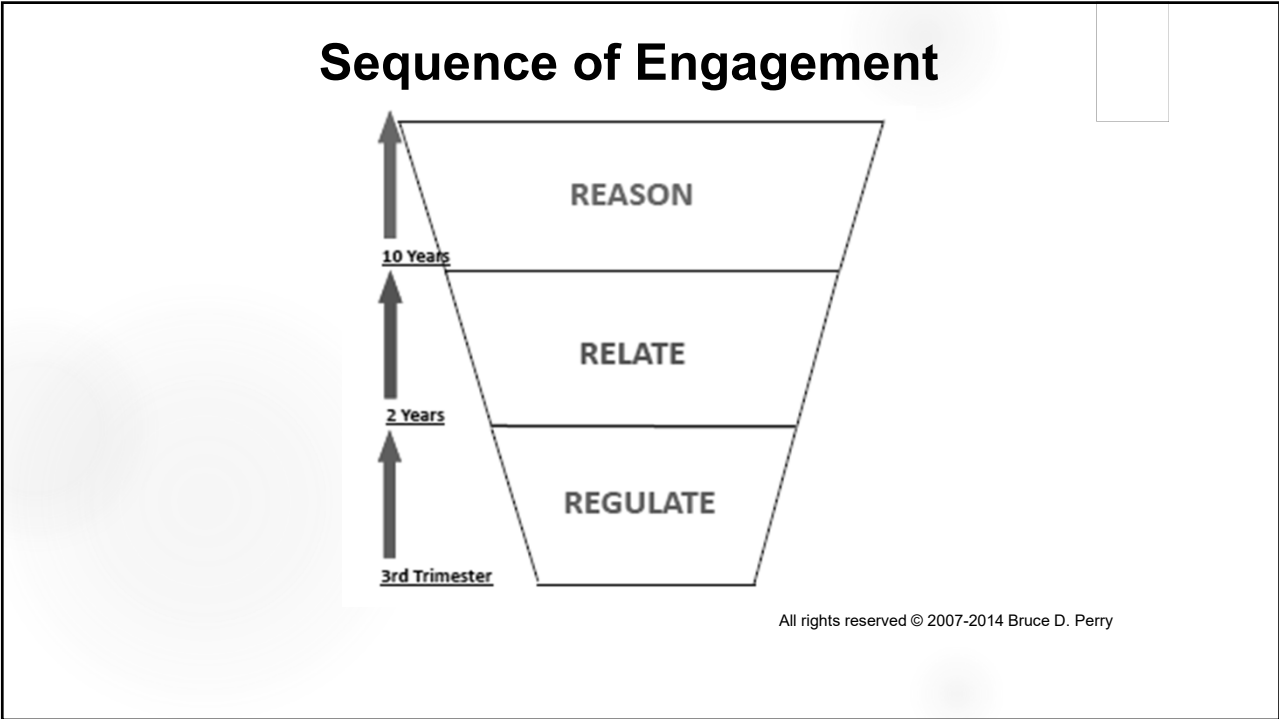 Sequence of Engagement
REASON
10 Years
RELATE
2 Years
REGULATE
3rd Trimester
All rights reserved © 2007-2014 Bruce D. Perry